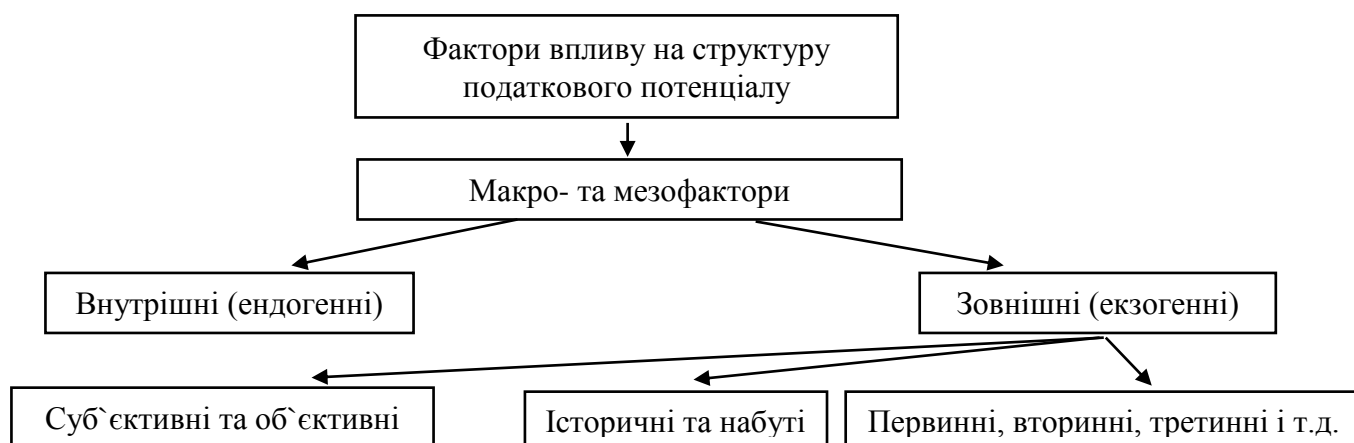 Фактори впливу на структуру
податкового потенціалу
Макро- та мезофактори
Внутрішні (ендогенні)
Зовнішні (екзогенні)
Суб`єктивні та об`єктивні
Історичні та набуті
Первинні, вторинні, третинні і т.д.